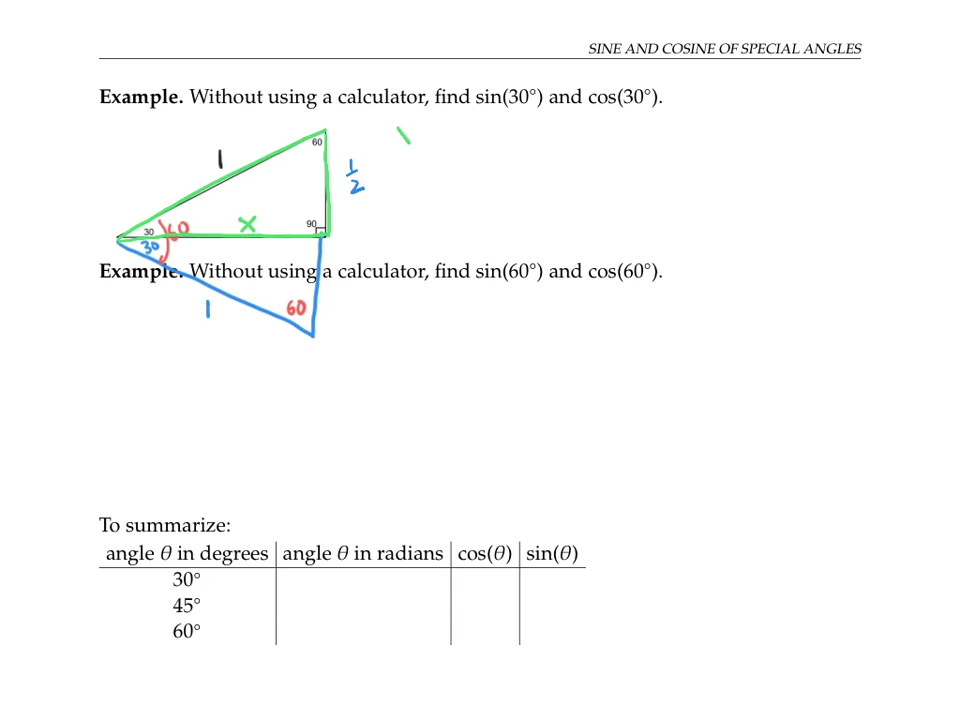 SINE AND COSINE OF SPECIAL ANGLES
Example. Without using a calculator, find sin(30°) and cos(30°).
60
1
1/2
90
x
30
60
30
Example. Without using a calculator, find sin(60°) and cos(60°).
1
60
To summarize:
angle θ in degrees angle θ in radians cos(θ) sin(θ)
30°
45°
60°